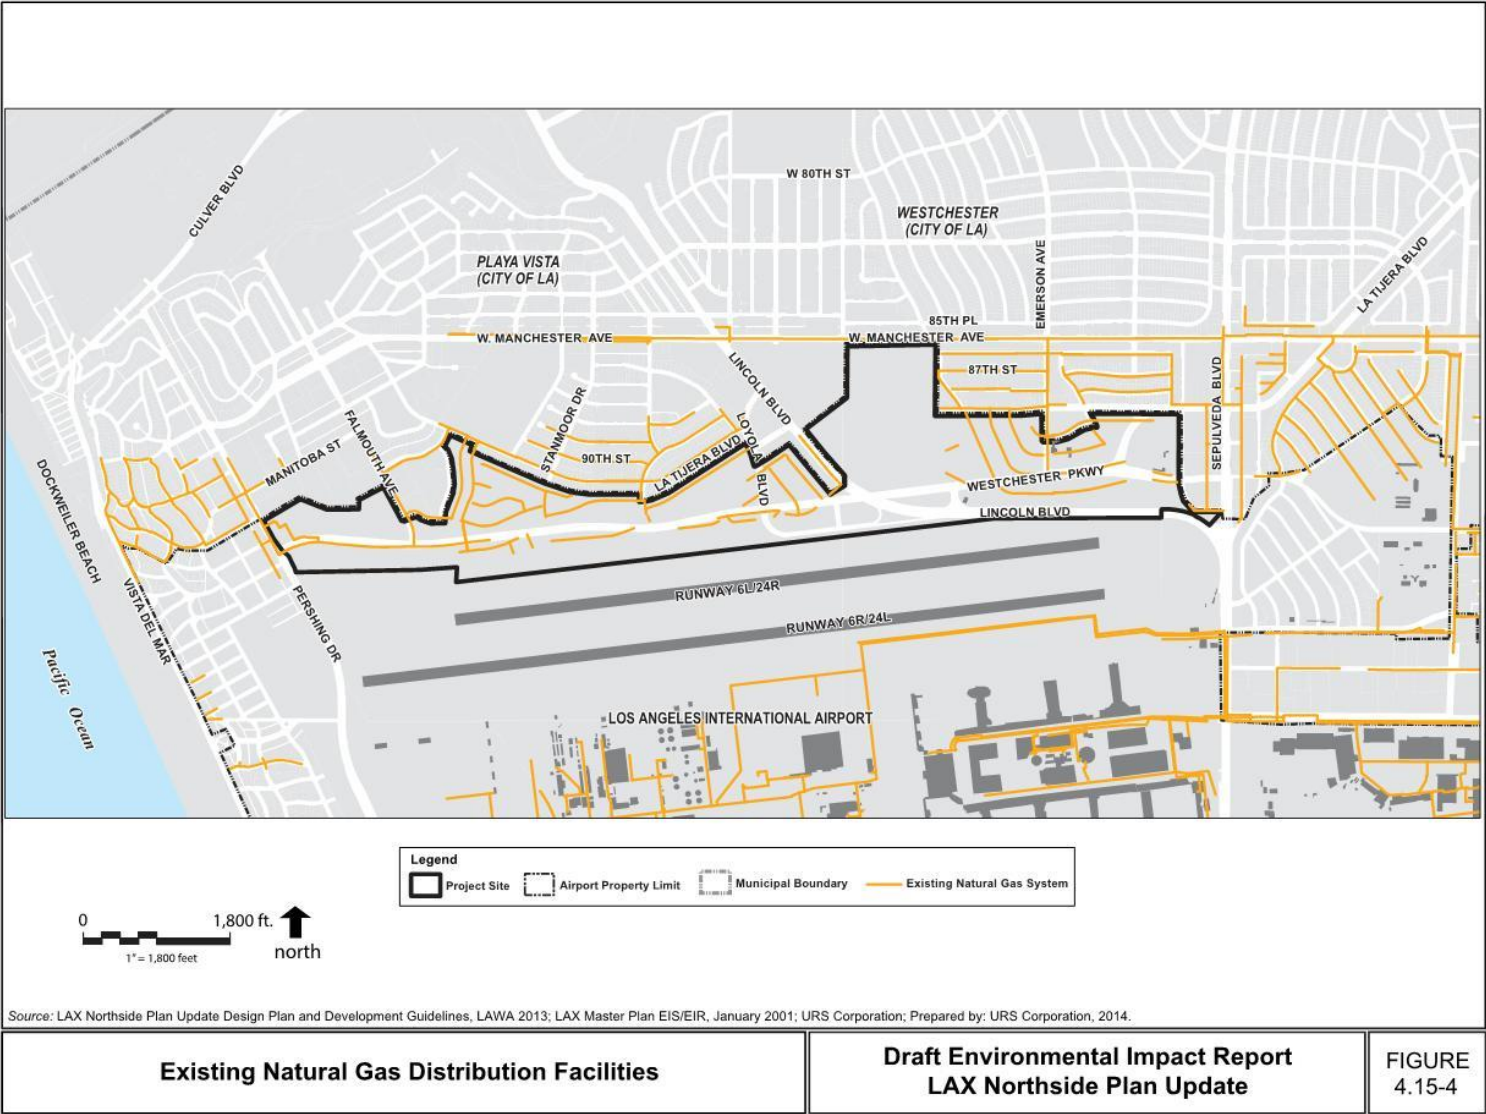 CULVER BLVD
W 80TH ST
WESTCHESTER
(CITY OF LA)
PLAYA VISTA
(CITY OF LA)
EMERSON AVE
LA TIJERA BLVD
85TH PL
W. MANCHESTER AVE
W. MANCHESTER AVE
87TH ST
LINCOLN BLVD
SEPULVEDA BLVD
STANMOOR DR
FALMOUTH AVE
MANITOBA ST
90TH ST
LA TIJERA BLVD
LOYOLA BLVD
WESTCHESTER PKWY
LINCOLN BLVD
DOCKWEILER BEACH
VISTA DEL MAR
PERSHING DR
RUNWAY 6L/24R
RUNWAY 6R/24L
Pacific Ocean
LOS ANGELES INTERNATIONAL AIRPORT
Legend
Project Site
Airport Property Limit
Municipal Boundary
Existing Natural Gas System
0 1,800 ft.
1" = 1,800 feet
north
Source: LAX Northside Plan Update Design Plan and Development Guidelines, LAWA 2013; LAX Master Plan EIS/EIR, January 2001; URS Corporation; Prepared by: URS Corporation, 2014.
Existing Natural Gas Distribution Facilities
Draft Environmental Impact Report
LAX Northside Plan Update
FIGURE
4.15-4